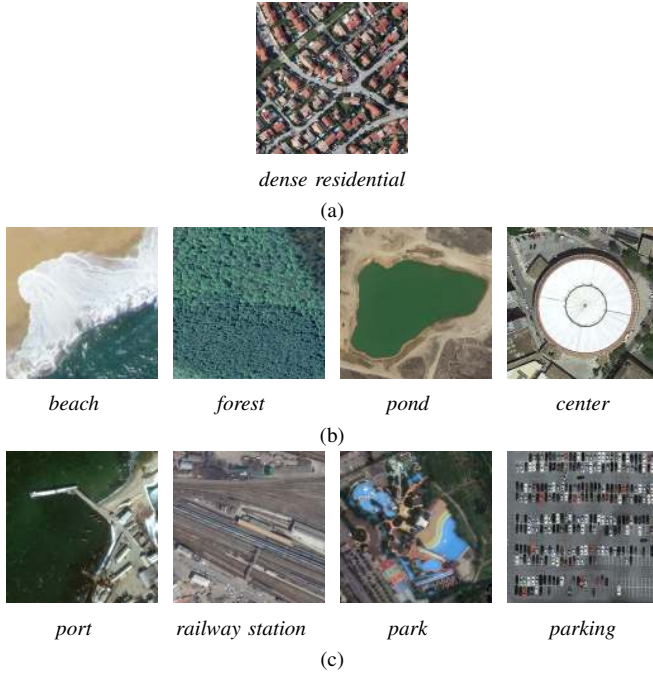 dense residential
(a)
beach forest pond center
(b)
port railway station park parking
(c)